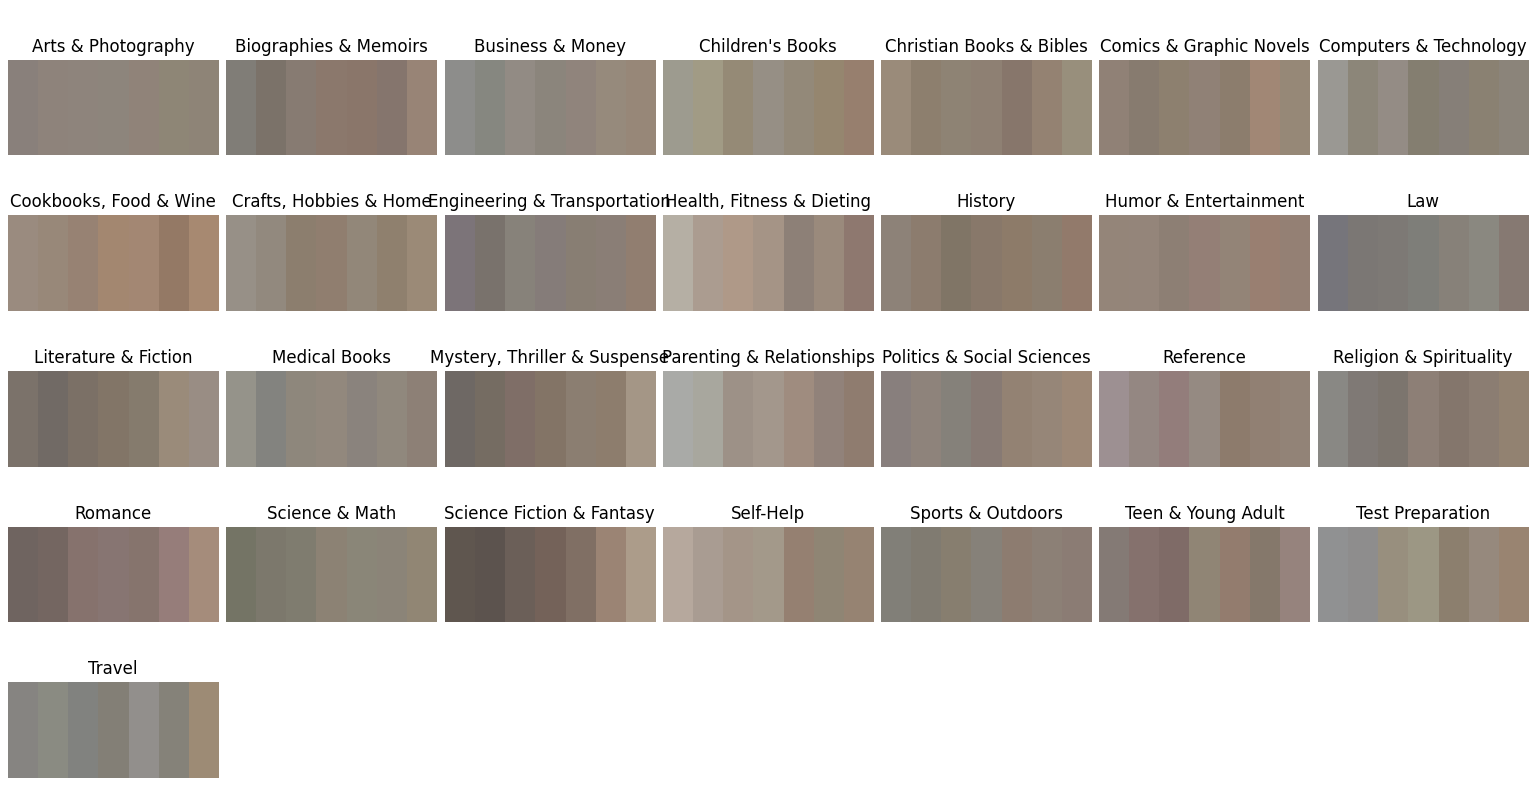 Arts & Photography
Biographies & Memoirs
Business & Money
Children's Books
Christian Books & Bibles
Comics & Graphic Novels
Computers & Technology
Cookbooks, Food & Wine
Crafts, Hobbies & Home
Engineering & Transportation
Health, Fitness & Dieting
History
Humor & Entertainment
Law
Literature & Fiction
Medical Books
Mystery, Thriller & Suspense
Parenting & Relationships
Politics & Social Sciences
Reference
Religion & Spirituality
Romance
Science & Math
Science Fiction & Fantasy
Self-Help
Sports & Outdoors
Teen & Young Adult
Test Preparation
Travel